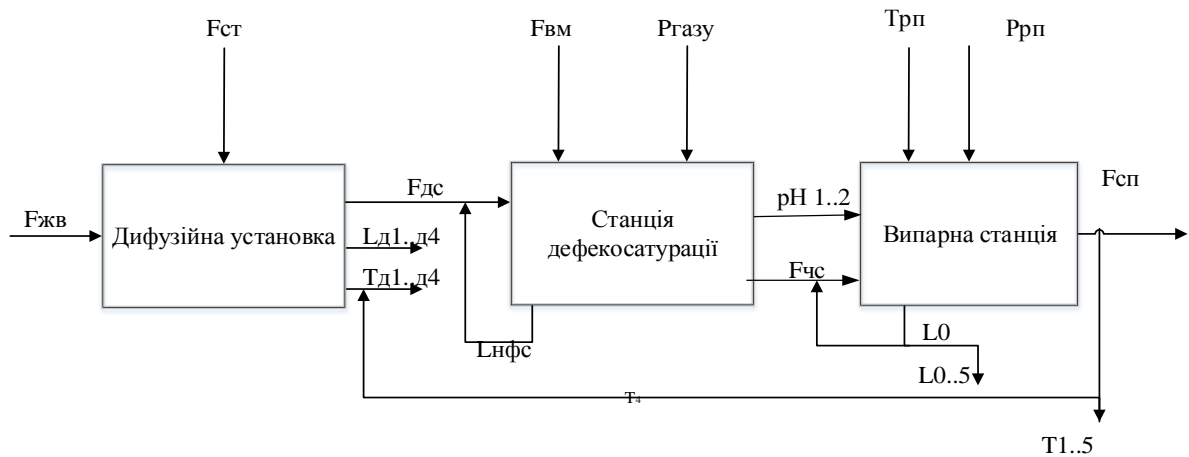 Fст
Fвм
Pгазу
Tрп
Pрп
Fжв
Дифузійна установка
Fдс
Lд1..д4
Tд1..д4
Станція
дефекосатурації
pH 1..2
Fчс
Випарна станція
Fсп
Lнфс
L0
L0..5
T4
T1..5